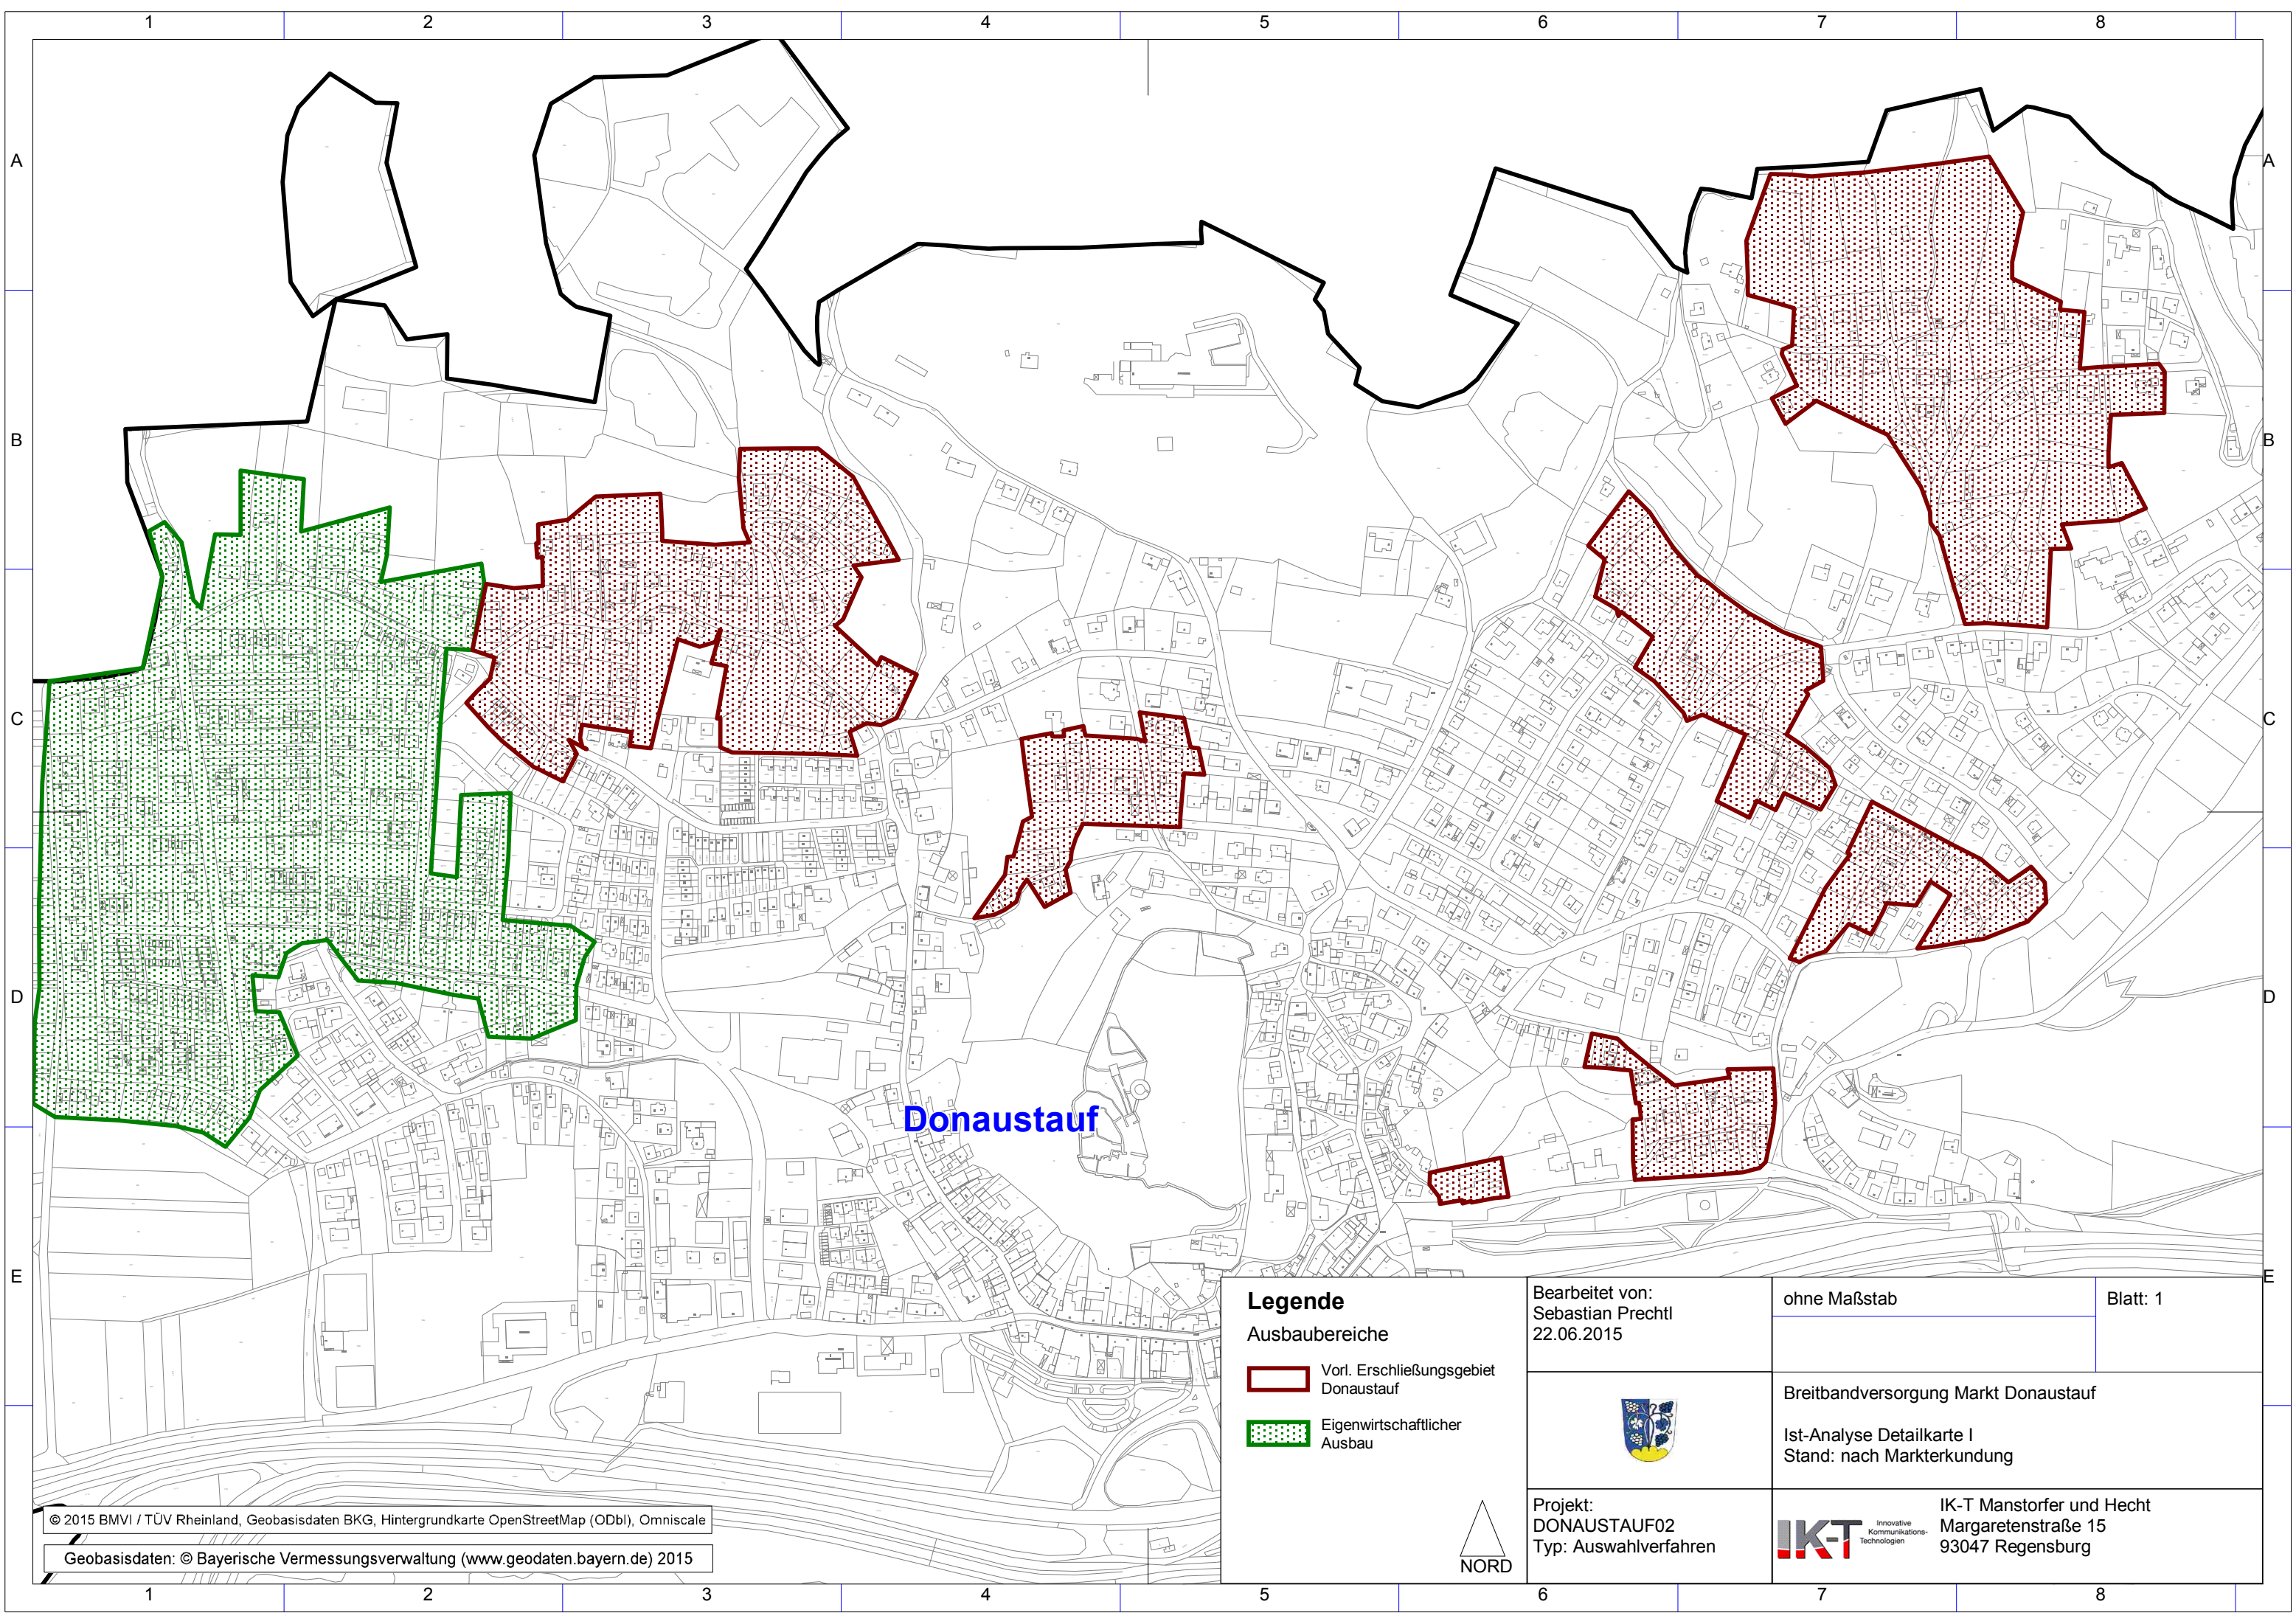 1 2 3 4 5 6 7 8
A A
B B
C C
D D
E E
Donaustauf
Legende
Ausbaubereiche
Vorl. Erschließungsgebiet
Donaustauf
Eigenwirtschaftlicher
Ausbau
NORD
Bearbeitet von:
Sebastian Prechtl
22.06.2015
ohne Maßstab
Blatt: 1
Breitbandversorgung Markt Donaustauf
Ist-Analyse Detailkarte I
Stand: nach Markterkundung
Projekt:
DONAUSTAUF02
Typ: Auswahlverfahren
IK-T
Innovative
Kommunikations-
Technologien
IK-T Manstorfer und Hecht
Margaretenstraße 15
93047 Regensburg
© 2015 BMVI / TÜV Rheinland, Geobasisdaten BKG, Hintergrundkarte OpenStreetMap (ODbl), Omniscale
Geobasisdaten: © Bayerische Vermessungsverwaltung (www.geodaten.bayern.de) 2015
1 2 3 4 5 6 7 8